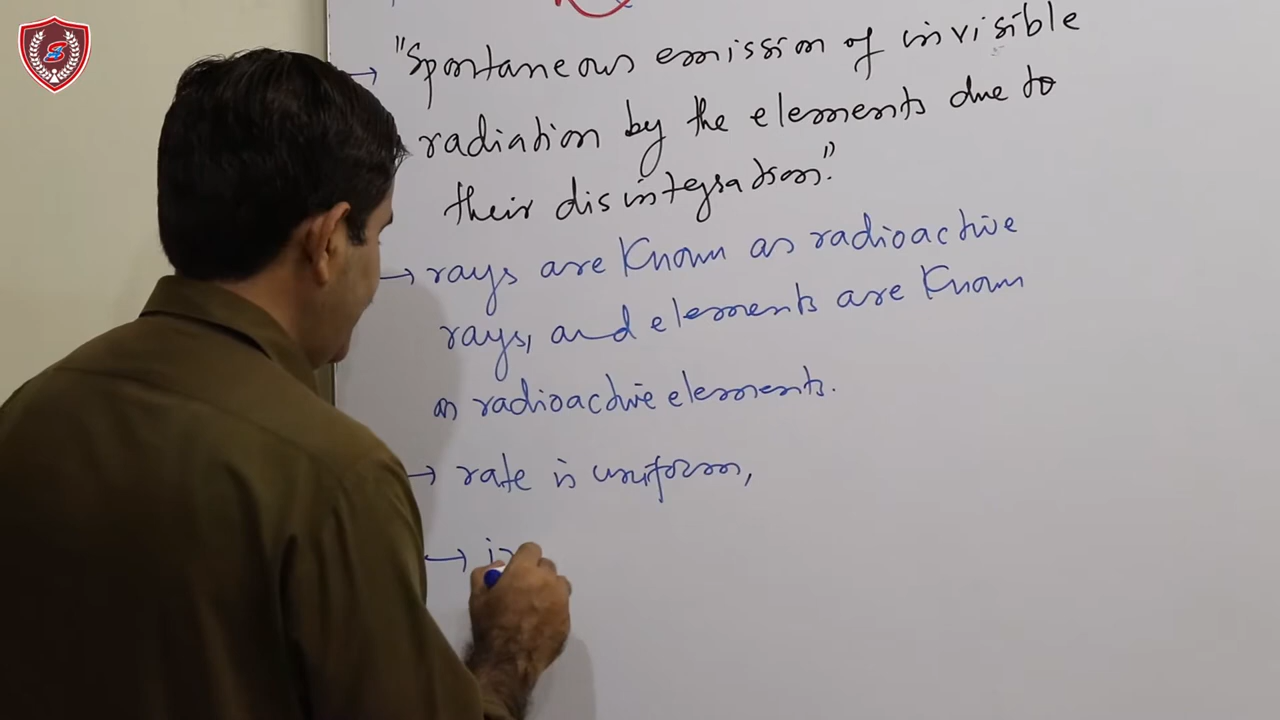 → "Spontaneous emission of invisible
radiation by the elements due to
their disintegration."
→ rays are known as radioactive
rays, and elements are known
as radioactive elements.
→ rate is uniform,
→